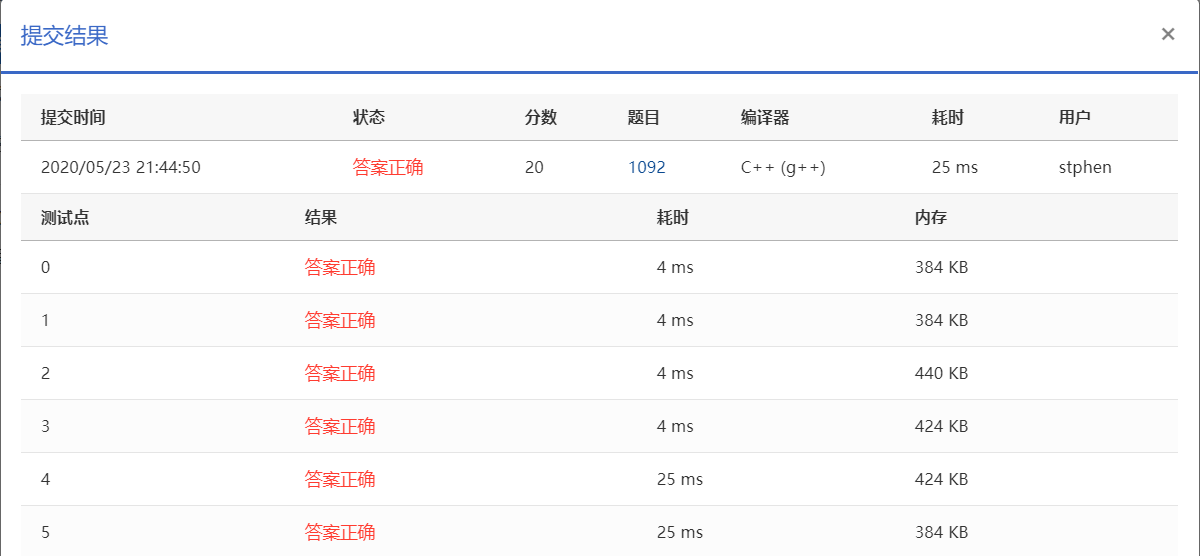 提交结果 ×
提交时间 状态 分数 题目 编译器 耗时 用户
2020/05/23 21:44:50 答案正确 20 1092 C++ (g++) 25 ms stphen
测试点 结果 耗时 内存
0 答案正确 4 ms 384 KB
1 答案正确 4 ms 384 KB
2 答案正确 4 ms 440 KB
3 答案正确 4 ms 424 KB
4 答案正确 25 ms 424 KB
5 答案正确 25 ms 384 KB